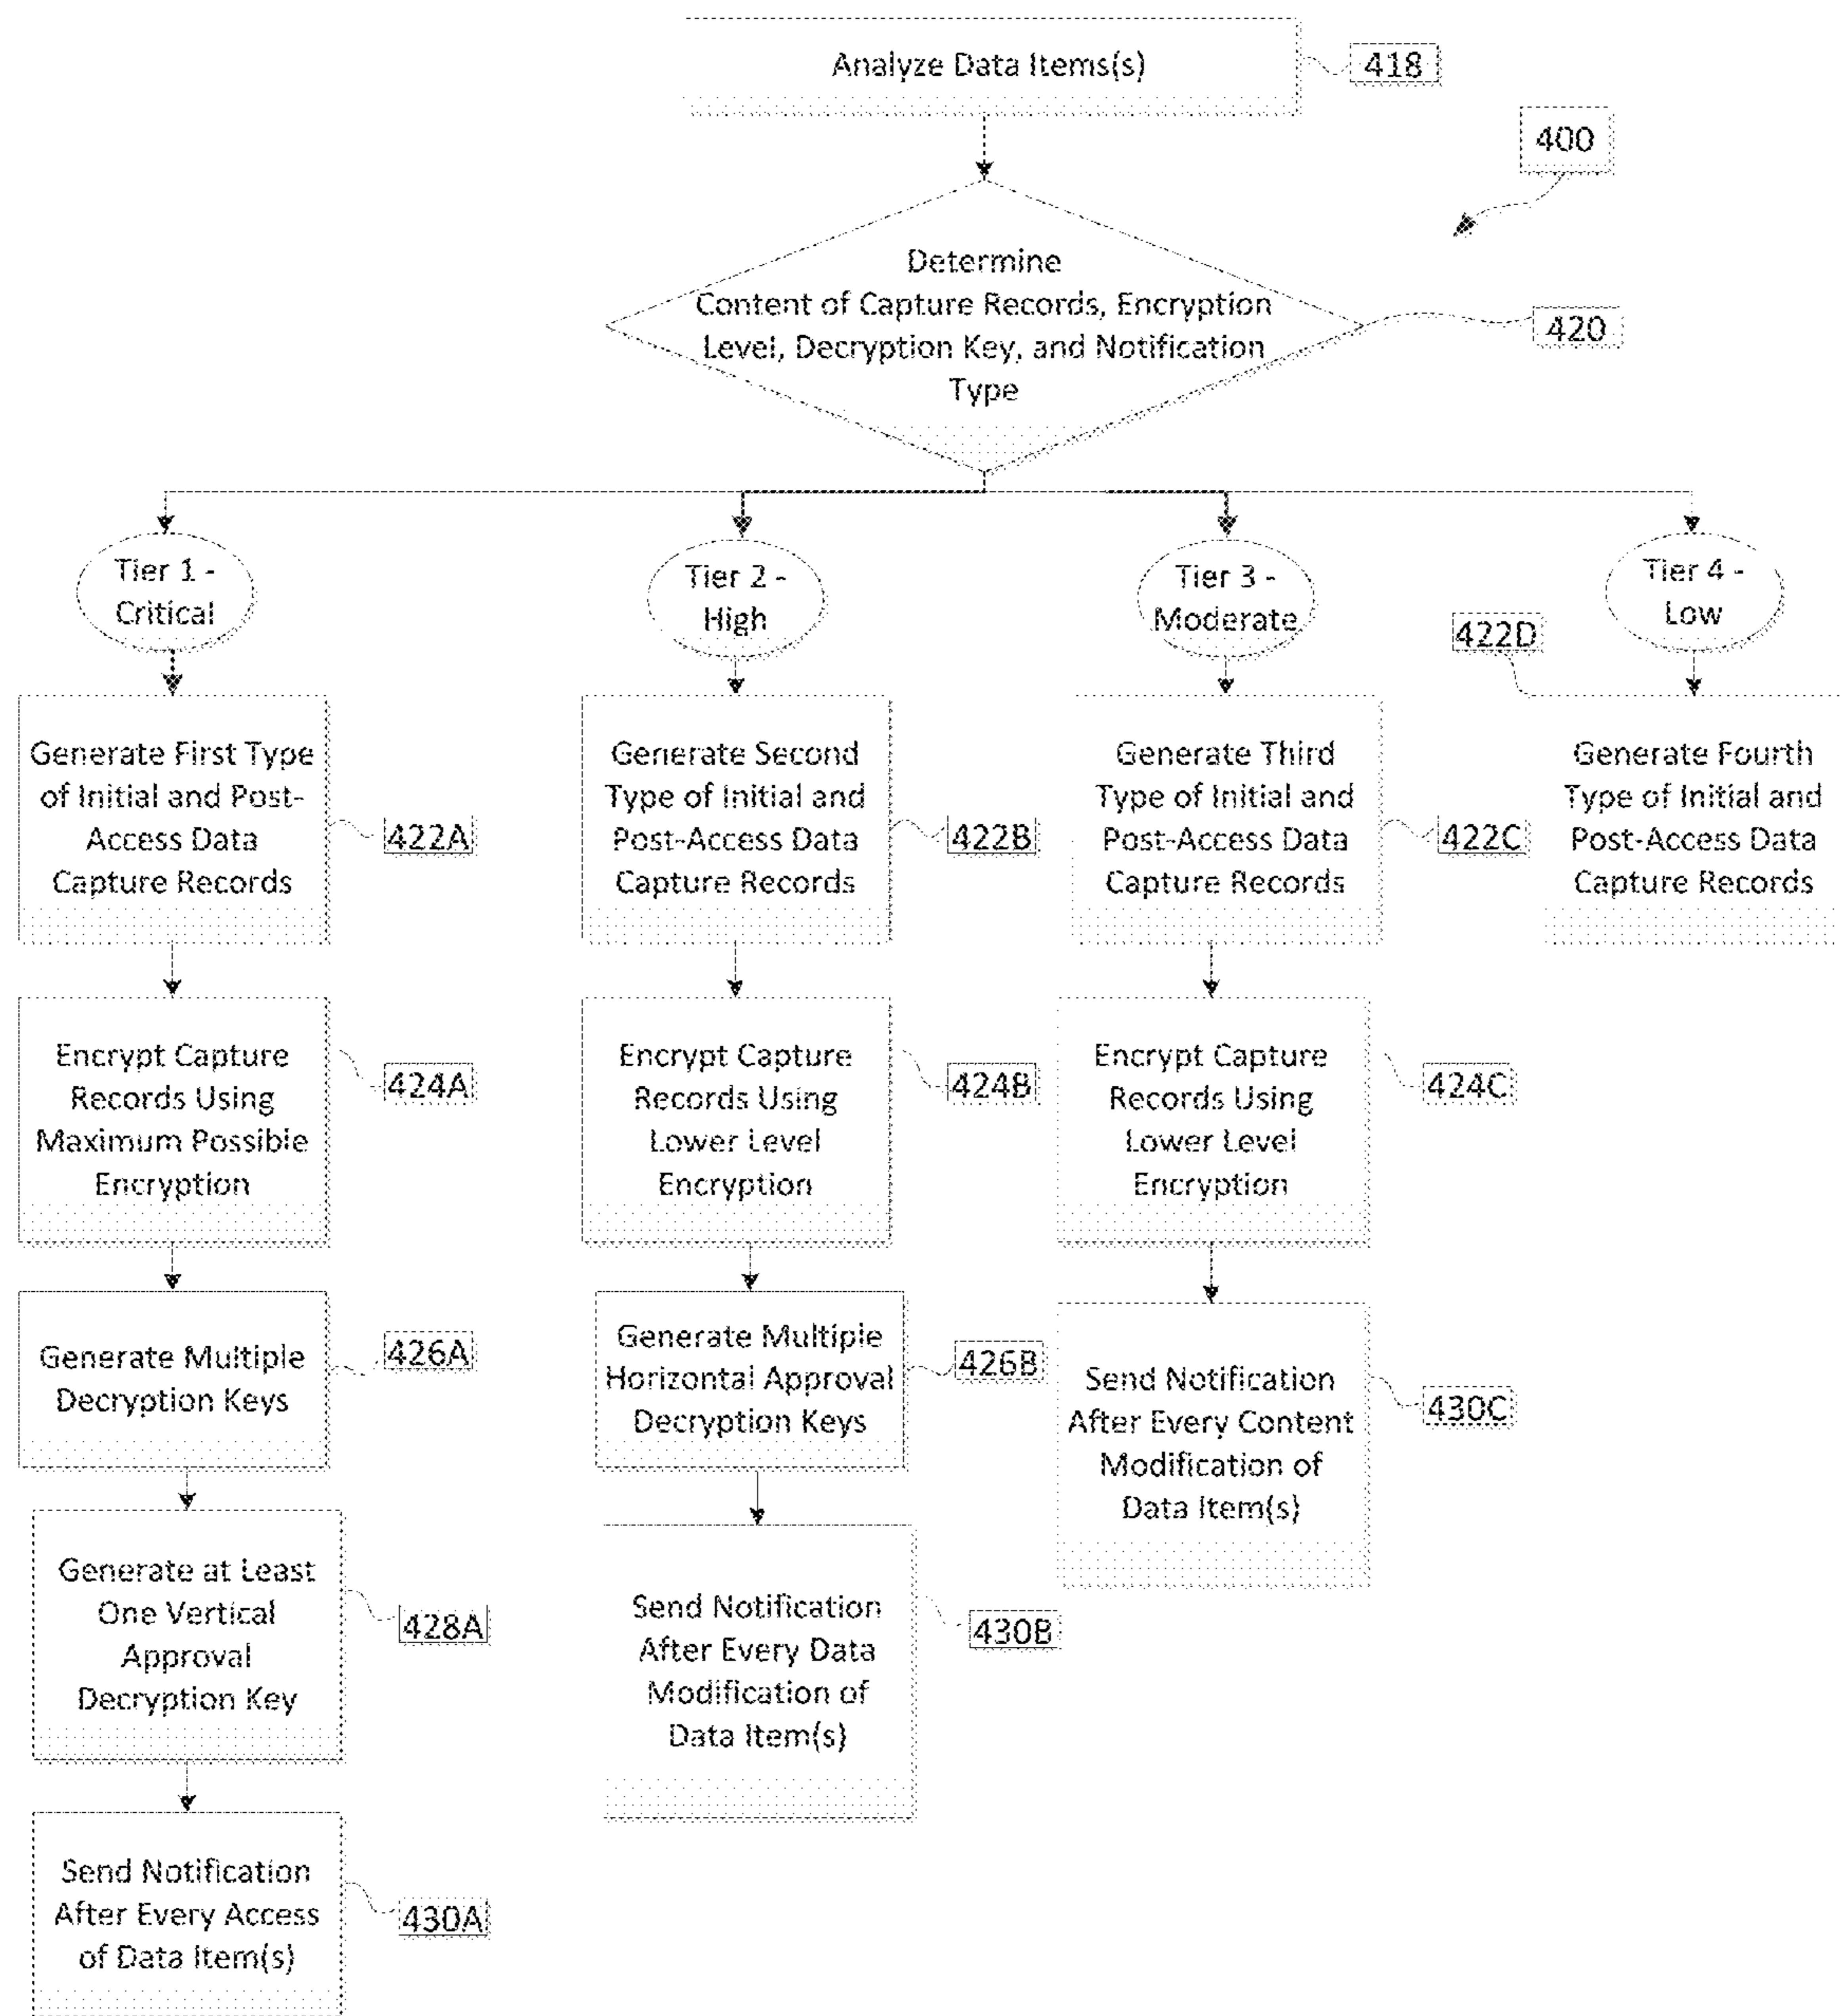 Analyze Data Items(s)
418
400
Determine
Content of Capture Records, Encryption
Level, Decryption Key, and Notification
Type
420
Tier 1 -
Critical
Tier 2 -
High
Tier 3 -
Moderate
Tier 4 -
Low
422D
Generate First Type
of Initial and Post-
Access Data
Capture Records
422A
Generate Second
Type of Initial and
Post-Access Data
Capture Records
422B
Generate Third
Type of Initial and
Post-Access Data
Capture Records
422C
Generate Fourth
Type of Initial and
Post-Access Data
Capture Records
Encrypt Capture
Records Using
Maximum Possible
Encryption
424A
Encrypt Capture
Records Using
Lower Level
Encryption
424B
Encrypt Capture
Records Using
Lower Level
Encryption
424C
Generate Multiple
Decryption Keys
426A
Generate Multiple
Horizontal Approval
Decryption Keys
426B
Send Notification
After Every Content
Modification of
Data Item(s)
430C
Generate at Least
One Vertical
Approval
Decryption Key
428A
Send Notification
After Every Data
Modification of
Data Item(s)
430B
Send Notification
After Every Access
of Data Item(s)
430A